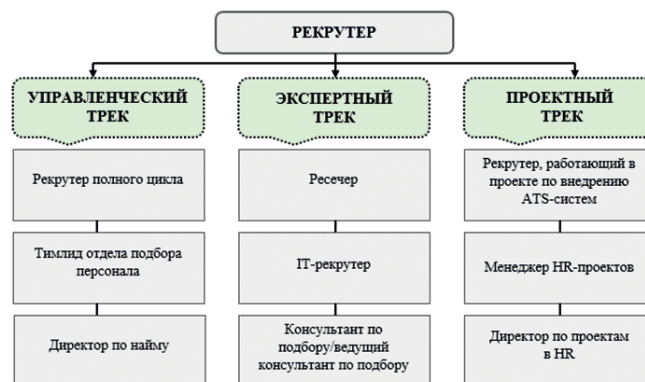 РЕКРУТЕР
УПРАВЛЕНЧЕСКИЙ
ТРЕК
Рекрутер полного цикла
Тимлид отдела подбора
персонала
Директор по найму
ЭКСПЕРТНЫЙ
ТРЕК
Ресечер
IT-рекрутер
Консультант по
подбору/ведущий
консультант по подбору
ПРОЕКТНЫЙ
ТРЕК
Рекрутер, работающий в
проекте по внедрению
ATS-систем
Менеджер HR-проектов
Директор по проектам
в HR